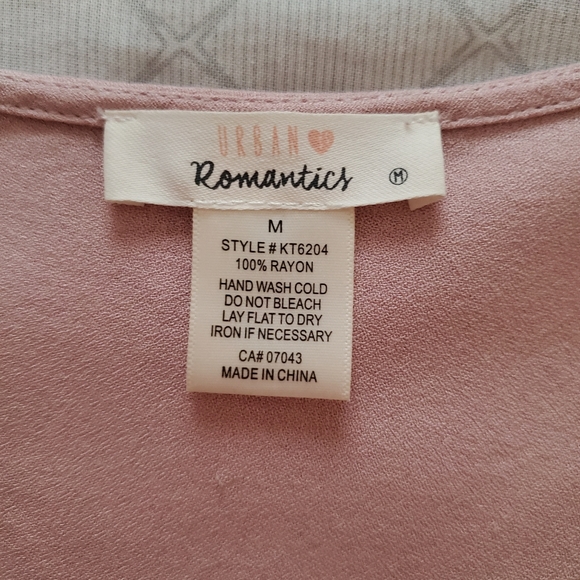 URBAN
Romantics
M
M
STYLE # KT6204
100% RAYON
HAND WASH COLD
DO NOT BLEACH
LAY FLAT TO DRY
IRON IF NECESSARY
CA# 07043
MADE IN CHINA